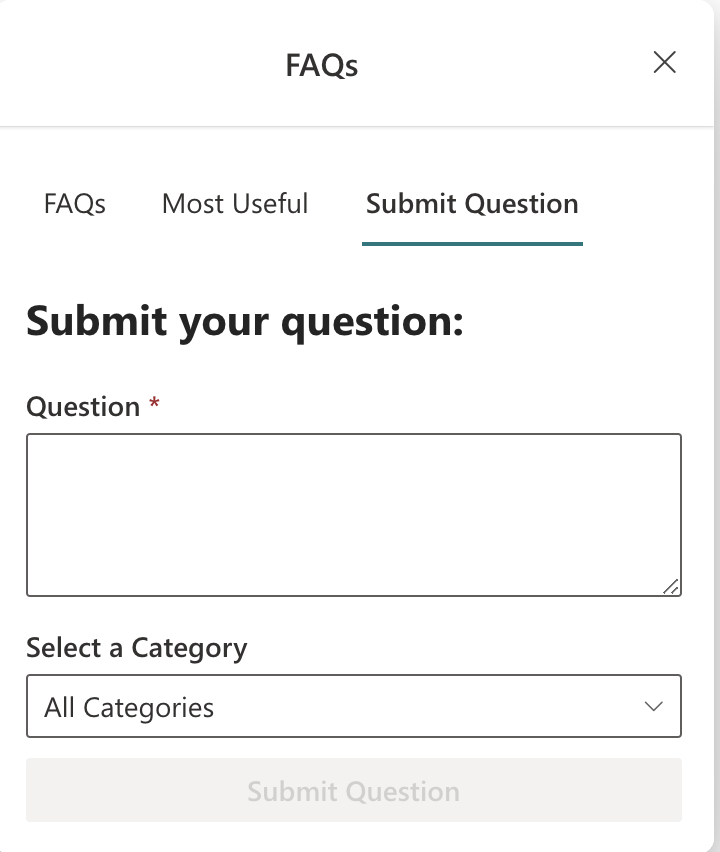 FAQs
FAQs Most Useful Submit Question
Submit your question:
Question *
Select a Category
All Categories
Submit Question